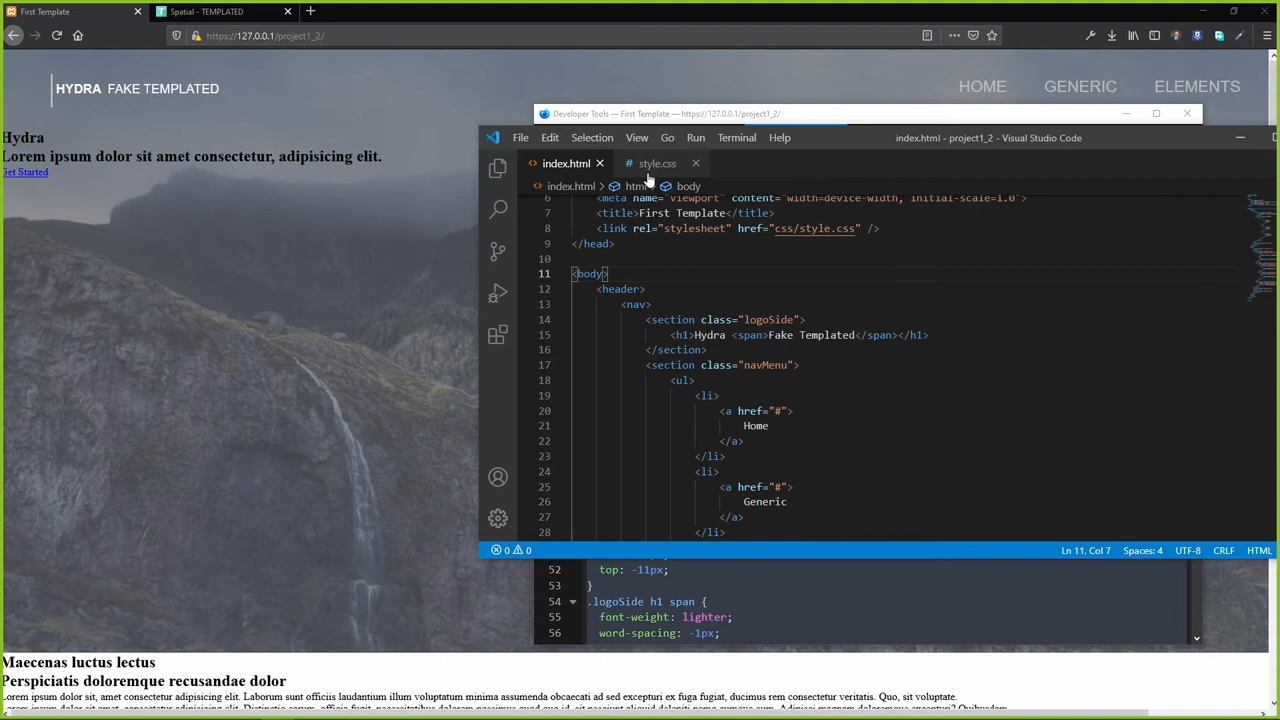 First Template
Spatial - TEMPLATED
https://127.0.0.1/project1_2/
HYDRA FAKE TEMPLATED
HOME GENERIC ELEMENTS
Hydra
Lorem ipsum dolor sit amet consectetur, adipisicing elit.
Get Started
Developer Tools — First Template — https://127.0.0.1/project1_2/
File Edit Selection View Go Run Terminal Help
index.html - project1_2 - Visual Studio Code
index.html
# style.css
index.html > html > body
6 <meta name="viewport" content="width=device-width, initial-scale=1.0">
7 <title>First Template</title>
8 <link rel="stylesheet" href="css/style.css" />
9 </head>
10
11 <body>
12 <header>
13 <nav>
14 <section class="logoSide">
15 <h1>Hydra <span>Fake Templated</span></h1>
16 </section>
17 <section class="navMenu">
18 <ul>
19 <li>
20 <a href="#">
21 Home
22 </a>
23 </li>
24 <li>
25 <a href="#">
26 Generic
27 </a>
28 </li>
0 0
Ln 11, Col 7 Spaces: 4 UTF-8 CRLF HTML
52 top: -11px;
53 }
54 .logoSide h1 span {
55 font-weight: lighter;
56 word-spacing: -1px;
Maecenas luctus lectus
Perspiciatis doloremque recusandae dolor
Lorem ipsum dolor sit, amet consectetur adipisicing elit. Laborum sunt officiis laudantium illum voluptatum minima assumenda obcaecati ad sed excepturi ex fuga fugiat, ducimus rem consectetur veritatis. Quo, sit voluptate.